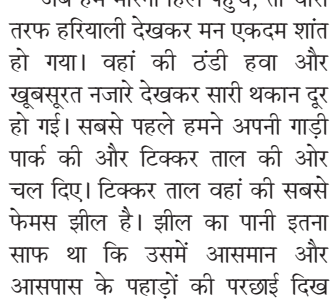 जब हम मोरनी हिल पहुंचे, तो चारों
तरफ हरियाली देखकर मन एकदम शांत
हो गया। वहां की ठंडी हवा और
खूबसूरत नजारे देखकर सारी थकान दूर
हो गई। सबसे पहले हमने अपनी गाड़ी
पार्क की और टिक्कर ताल की ओर
चल दिए। टिक्कर ताल वहां की सबसे
फेमस झील है। झील का पानी इतना
साफ था कि उसमें आसमान और
आसपास के पहाड़ों की परछाई दिख